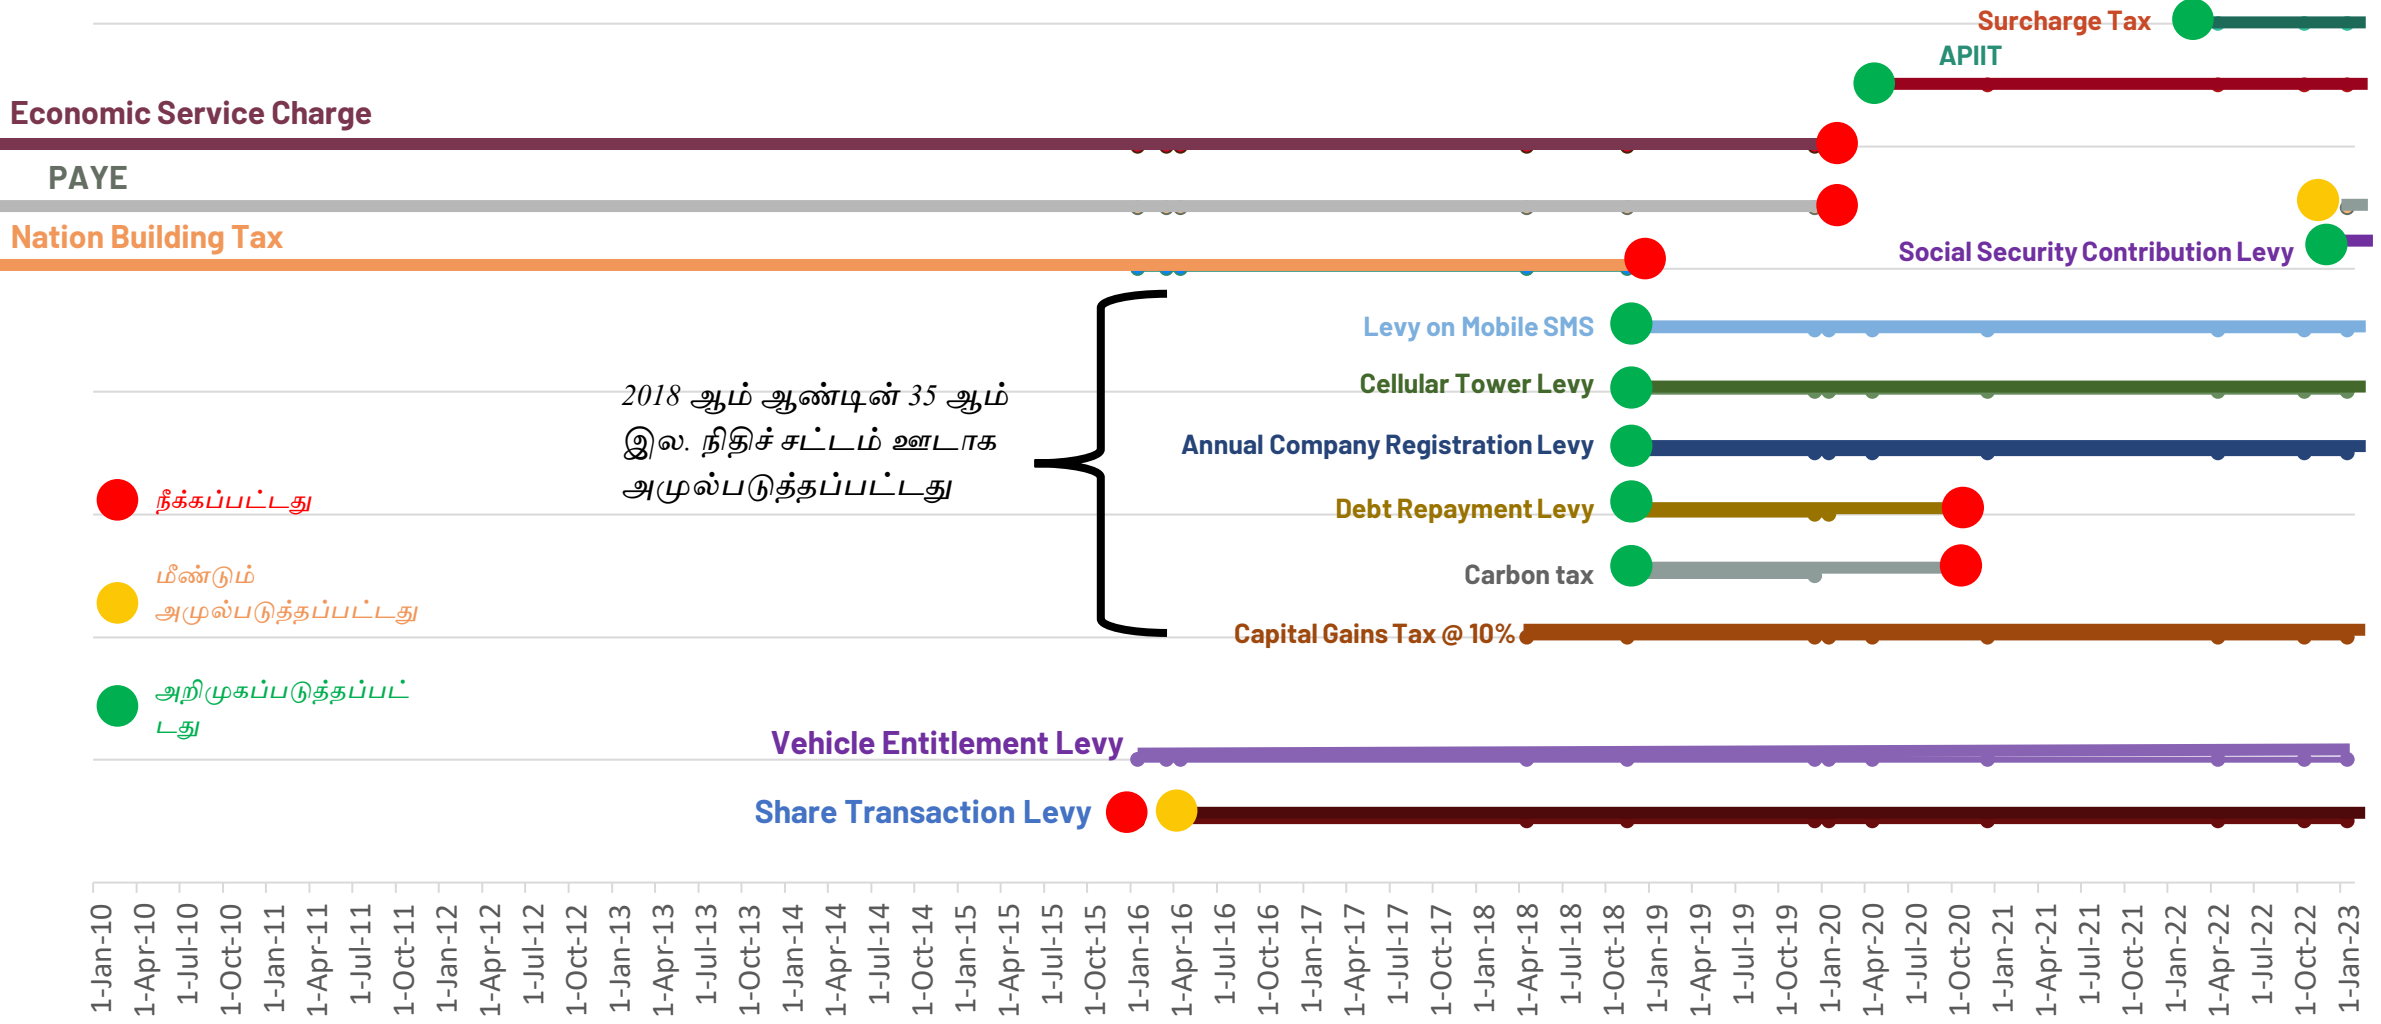 Surcharge Tax
APIIT
Economic Service Charge
PAYE
Nation Building Tax
Social Security Contribution Levy
Levy on Mobile SMS
Cellular Tower Levy
Annual Company Registration Levy
Debt Repayment Levy
Carbon tax
Capital Gains Tax @ 10%
2018 ஆம் ஆண்டின் 35 ஆம்
இல. நிதிச் சட்டம் ஊடாக
அமுல்படுத்தப்பட்டது
நீக்கப்பட்டது
மீண்டும்
அமுல்படுத்தப்பட்டது
அறிமுகப்படுத்தப்பட்
டது
Vehicle Entitlement Levy
Share Transaction Levy
1-Jan-10
1-Apr-10
1-Jul-10
1-Oct-10
1-Jan-11
1-Apr-11
1-Jul-11
1-Oct-11
1-Jan-12
1-Apr-12
1-Jul-12
1-Oct-12
1-Jan-13
1-Apr-13
1-Jul-13
1-Oct-13
1-Jan-14
1-Apr-14
1-Jul-14
1-Oct-14
1-Jan-15
1-Apr-15
1-Jul-15
1-Oct-15
1-Jan-16
1-Apr-16
1-Jul-16
1-Oct-16
1-Jan-17
1-Apr-17
1-Jul-17
1-Oct-17
1-Jan-18
1-Apr-18
1-Jul-18
1-Oct-18
1-Jan-19
1-Apr-19
1-Jul-19
1-Oct-19
1-Jan-20
1-Apr-20
1-Jul-20
1-Oct-20
1-Jan-21
1-Apr-21
1-Jul-21
1-Oct-21
1-Jan-22
1-Apr-22
1-Jul-22
1-Oct-22
1-Jan-23